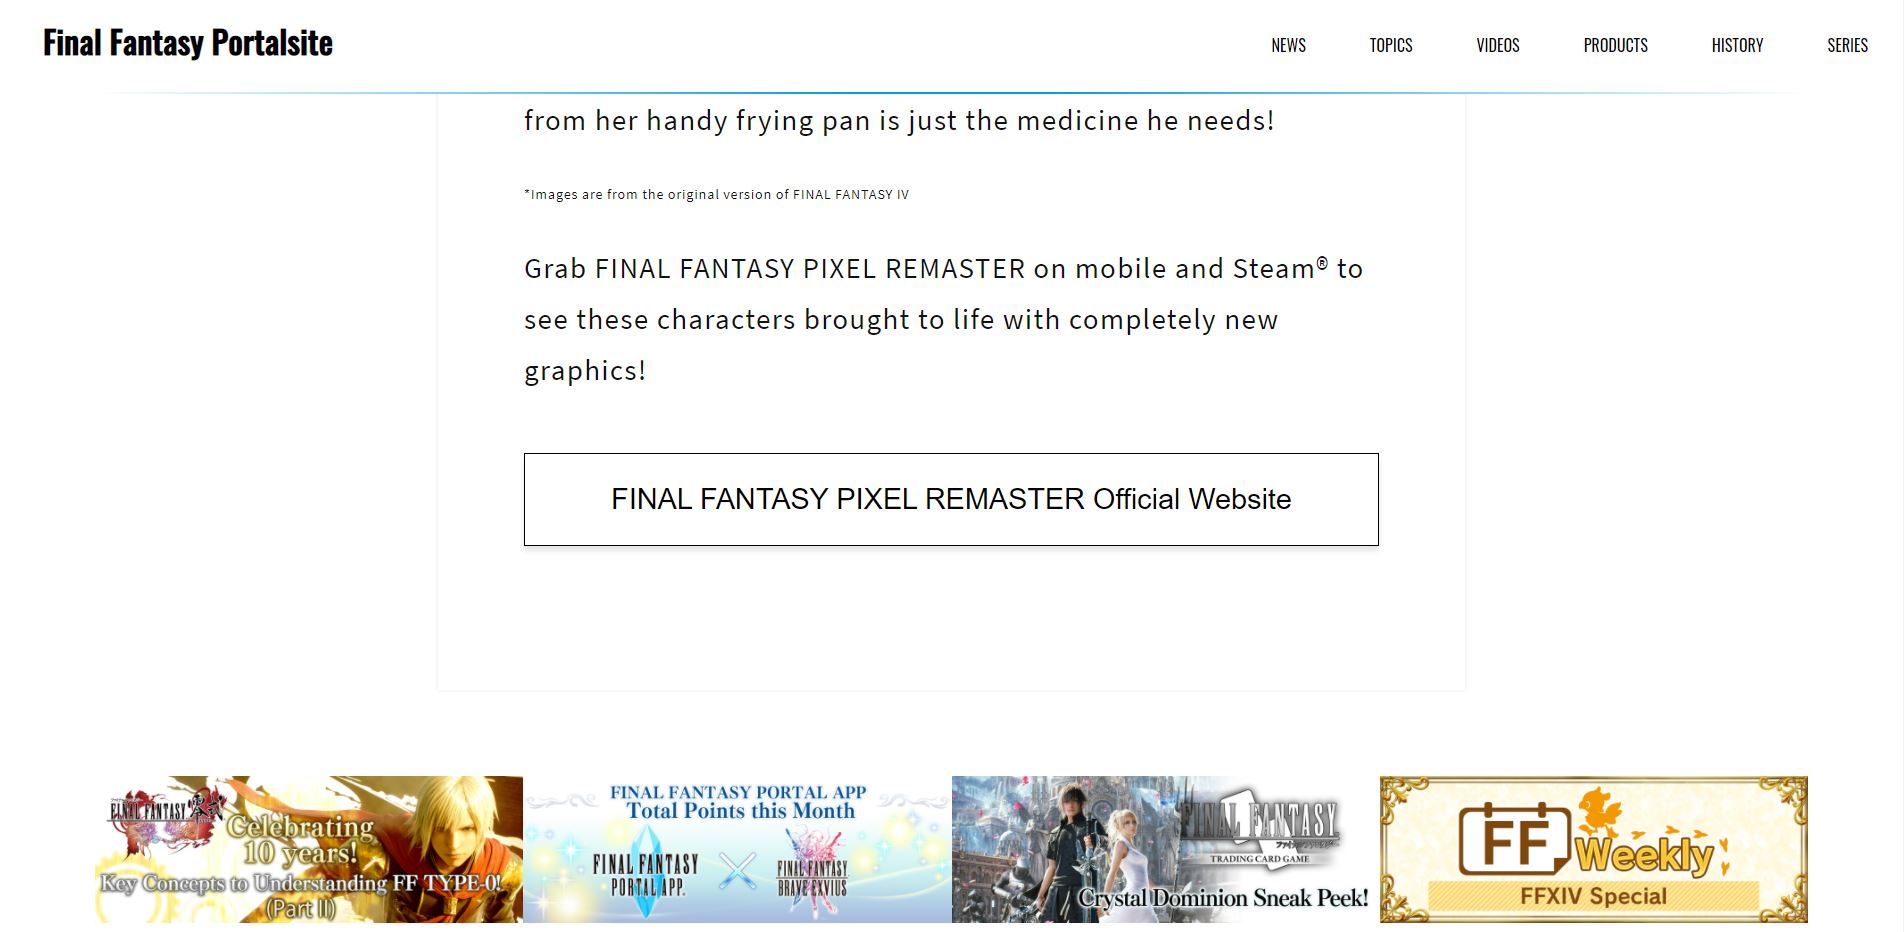 Final Fantasy Portalsite
NEWS
TOPICS
VIDEOS
PRODUCTS
HISTORY
SERIES
from her handy frying pan is just the medicine he needs!
*Images are from the original version of FINAL FANTASY IV
Grab FINAL FANTASY PIXEL REMASTER on mobile and Steam® to
see these characters brought to life with completely new
graphics!
FINAL FANTASY PIXEL REMASTER Official Website
FINAL FANTASY 零式
Celebrating
10 years!
Key Concepts to Understanding FF TYPE-0!
(Part II)
FINAL FANTASY PORTAL APP
Total Points this Month
FINAL FANTASY
PORTAL APP
FINAL FANTASY
BRAVE EXVIUS
FINAL FANTASY
TRADING CARD GAME
Crystal Dominion Sneak Peek!
FF Weekly
FFXIV Special